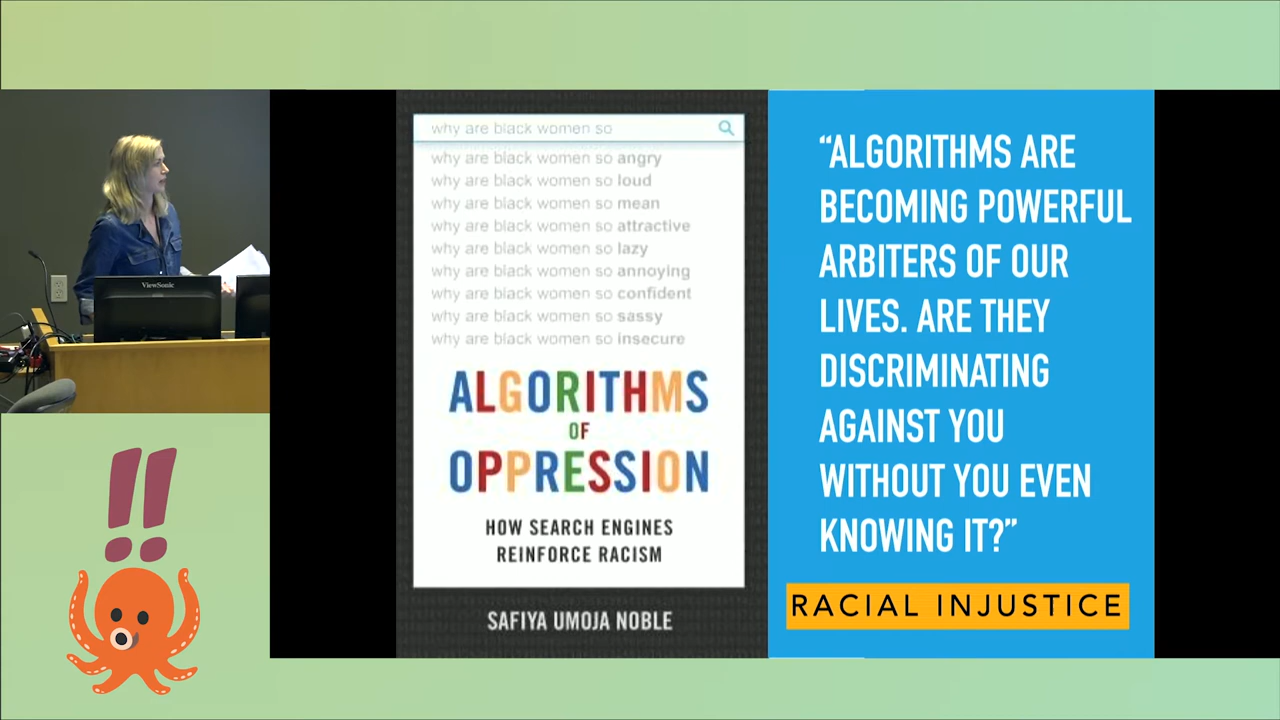 ViewSonic
!!
why are black women so
why are black women so angry
why are black women so loud
why are black women so mean
why are black women so attractive
why are black women so lazy
why are black women so annoying
why are black women so confident
why are black women so sassy
why are black women so insecure
ALGORITHMS
OF
OPPRESSION
HOW SEARCH ENGINES
REINFORCE RACISM
SAFIYA UMOJA NOBLE
“ALGORITHMS ARE
BECOMING POWERFUL
ARBITERS OF OUR
LIVES. ARE THEY
DISCRIMINATING
AGAINST YOU
WITHOUT YOU EVEN
KNOWING IT?”
RACIAL INJUSTICE